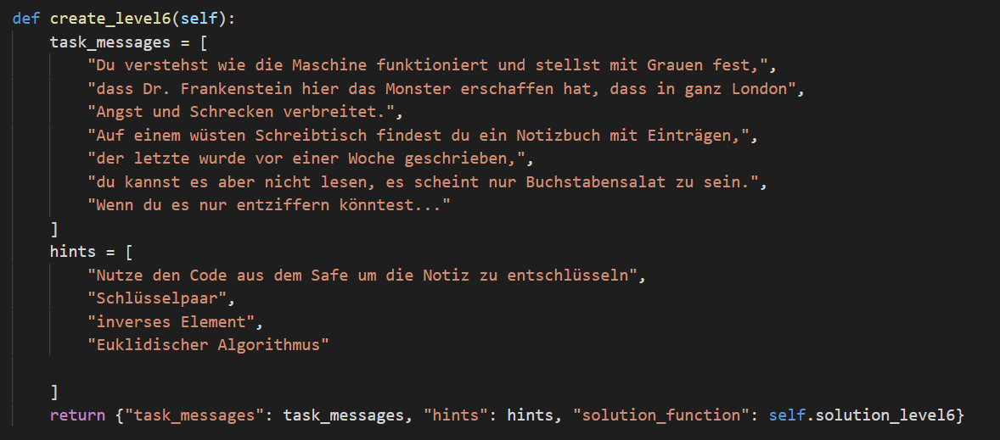 def create_level6(self):
    task_messages = [
        "Du verstehst wie die Maschine funktioniert und stellst mit Grauen fest,",
        "dass Dr. Frankenstein hier das Monster erschaffen hat, dass in ganz London",
        "Angst und Schrecken verbreitet.",
        "Auf einem wüsten Schreibtisch findest du ein Notizbuch mit Einträgen,",
        "der letzte wurde vor einer Woche geschrieben,",
        "du kannst es aber nicht lesen, es scheint nur Buchstabensalat zu sein.",
        "Wenn du es nur entziffern könntest..."
    ]
    hints = [
        "Nutze den Code aus dem Safe um die Notiz zu entschlüsseln",
        "Schlüsselpaar",
        "inverses Element",
        "Euklidischer Algorithmus"
    ]
    return {"task_messages": task_messages, "hints": hints, "solution_function": self.solution_level6}